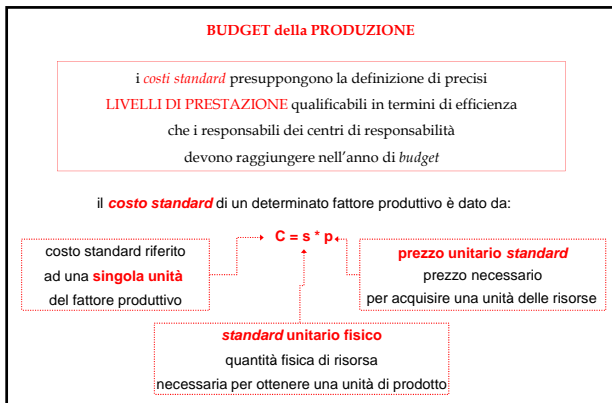 BUDGET della PRODUZIONE
i costi standard presuppongono la definizione di precisi
LIVELLI DI PRESTAZIONE qualificabili in termini di efficienza
che i responsabili dei centri di responsabilità
devono raggiungere nell'anno di budget
il costo standard di un determinato fattore produttivo è dato da:
C = s * p
costo standard riferito
ad una singola unità
del fattore produttivo
prezzo unitario standard
prezzo necessario
per acquisire una unità delle risorse
standard unitario fisico
quantità fisica di risorsa
necessaria per ottenere una unità di prodotto